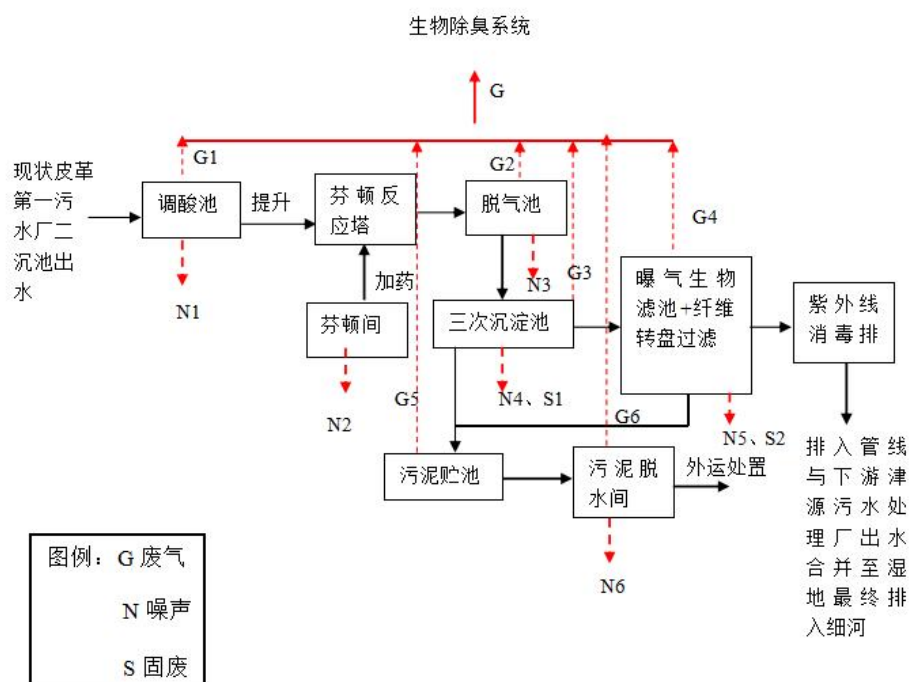 生物除臭系统
G
G1
G2
G4
现状皮革
第一污
水厂二
沉池出
水
调酸池
提升
芬顿反
应塔
脱气池
N1
加药
N3
G3
曝气生物
滤池+纤维
转盘过滤
紫外线
消毒排
芬顿间
三次沉淀池
N2
G5
N4、S1
G6
N5、S2
污泥贮池
污泥脱
水间
外运处置
N6
排入管线
与下游津
源污水处
理厂出水
合并至湿
地最终排
入细河
图例：G 废气
N 噪声
S 固废